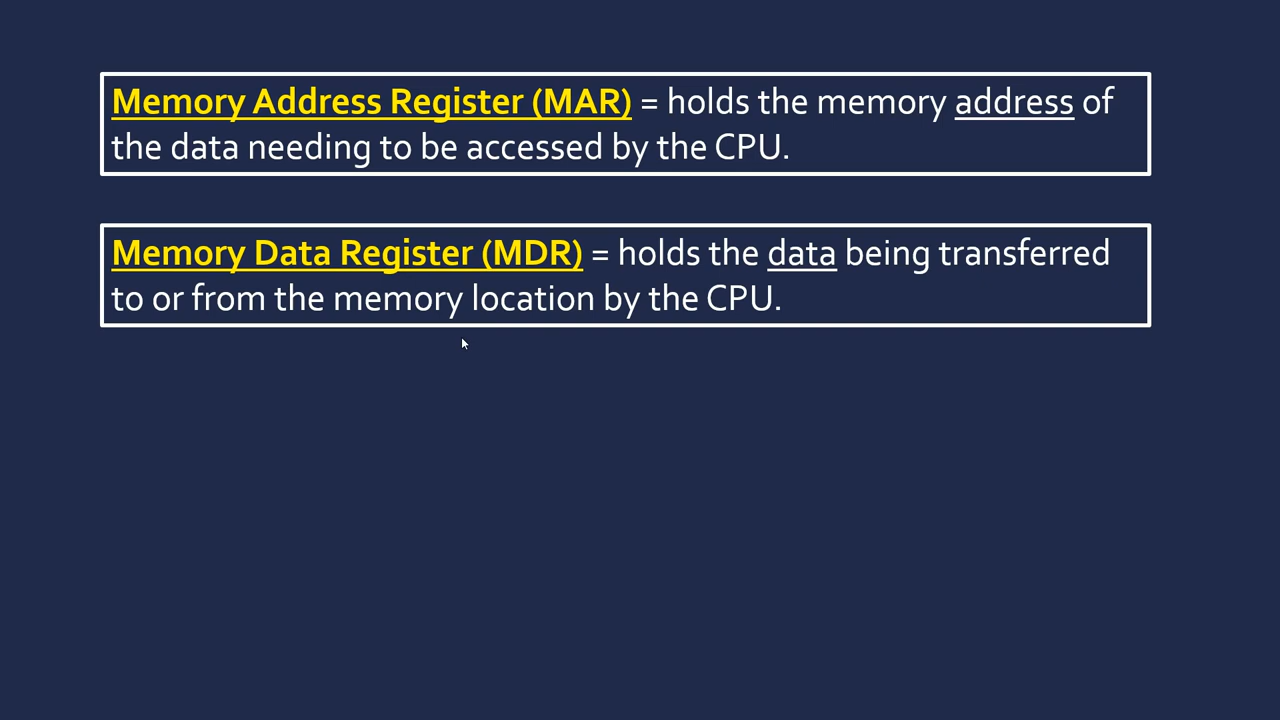 Memory Address Register (MAR) = holds the memory address of
the data needing to be accessed by the CPU.
Memory Data Register (MDR) = holds the data being transferred
to or from the memory location by the CPU.